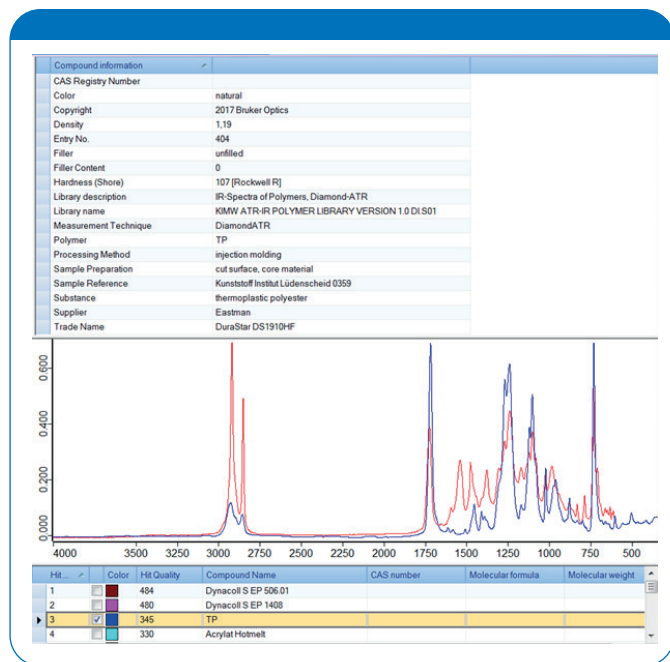 Compound information
CAS Registry Number
Color natural
Copyright 2017 Bruker Optics
Density 1,19
Entry No. 404
Filler unfilled
Filler Content 0
Hardness (Shore) 107 [Rockwell R]
Library description IR-Spectra of Polymers, Diamond-ATR
Library name KIMW ATR-IR POLYMER LIBRARY VERSION 1.0 DI.S01
Measurement Technique DiamondATR
Polymer TP
Processing Method injection molding
Sample Preparation cut surface, core material
Sample Reference Kunststoff Institut Lüdenscheid 0359
Substance thermoplastic polyester
Supplier Eastman
Trade Name DuraStar DS1910HF
0.600
0.400
0.200
0.000
4000 3500 3250 3000 2750 2500 2250 2000 1750 1500 1250 1000 750 500
Hit... Color Hit Quality Compound Name CAS number Molecular formula Molecular weight
1 484 Dynacoll S EP 506.01
2 480 Dynacoll S EP 1408
3 345 TP
4 330 Acrylat Hotmelt